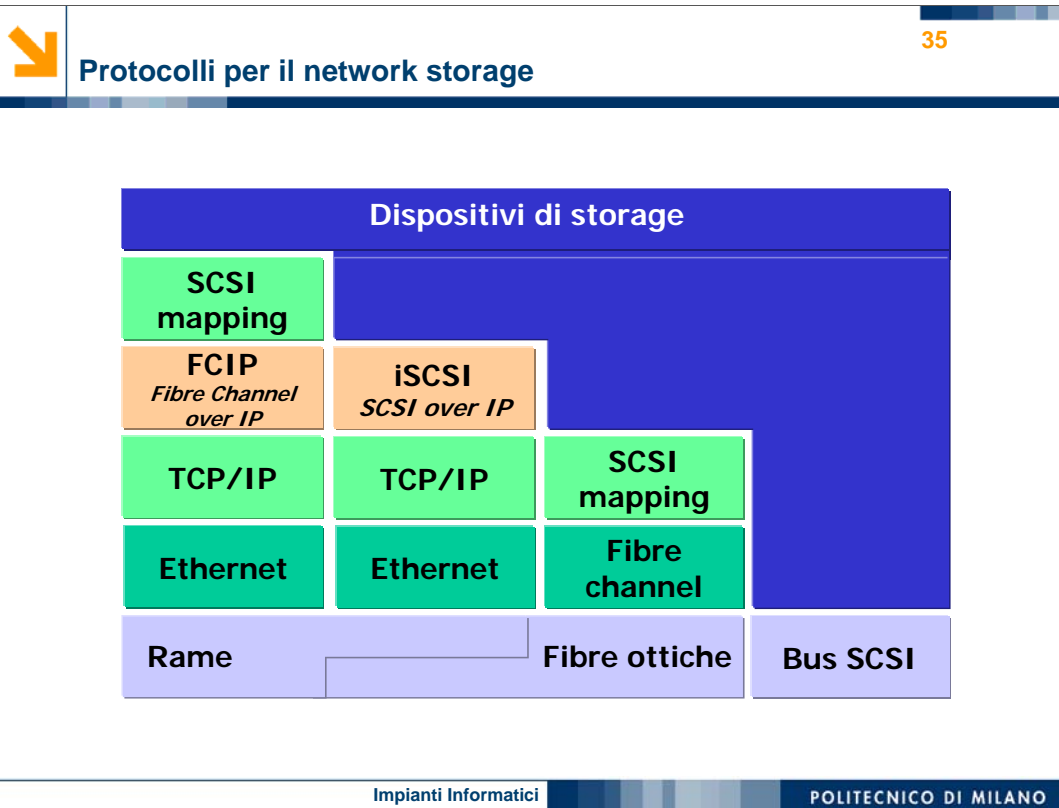 35
Protocolli per il network storage
Dispositivi di storage
SCSI
mapping
FCIP
Fibre Channel
over IP
iSCSI
SCSI over IP
TCP/IP
TCP/IP
SCSI
mapping
Ethernet
Ethernet
Fibre
channel
Rame
Fibre ottiche
Bus SCSI
Impianti Informatici
POLITECNICO DI MILANO